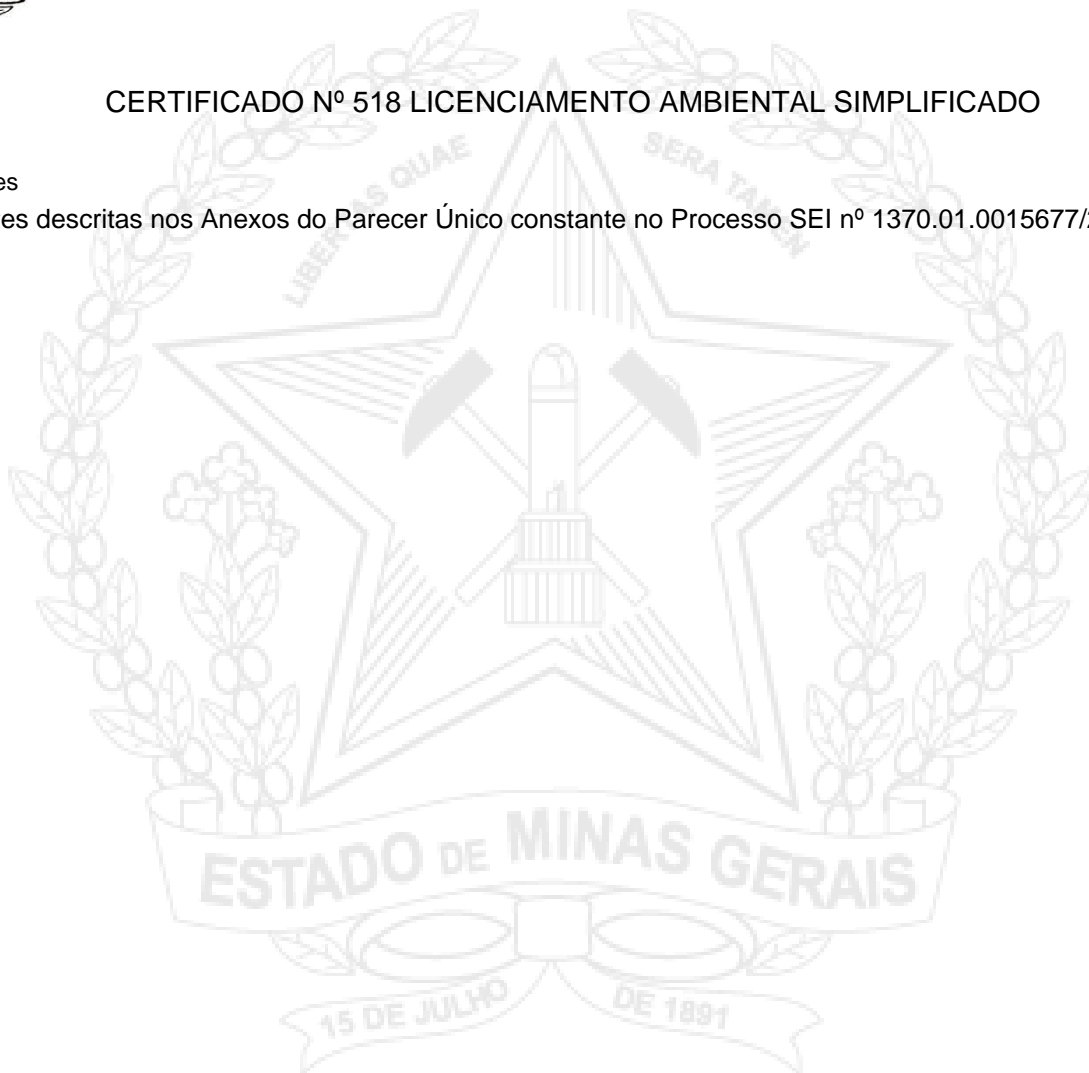 CERTIFICADO Nº 518 LICENCIAMENTO AMBIENTAL SIMPLIFICADO
es
es descritas nos Anexos do Parecer Único constante no Processo SEI nº 1370.01.0015677/
LIBERTAS QUAE SERA TAMEN
ESTADO DE MINAS GERAIS
15 DE JULHO DE 1891